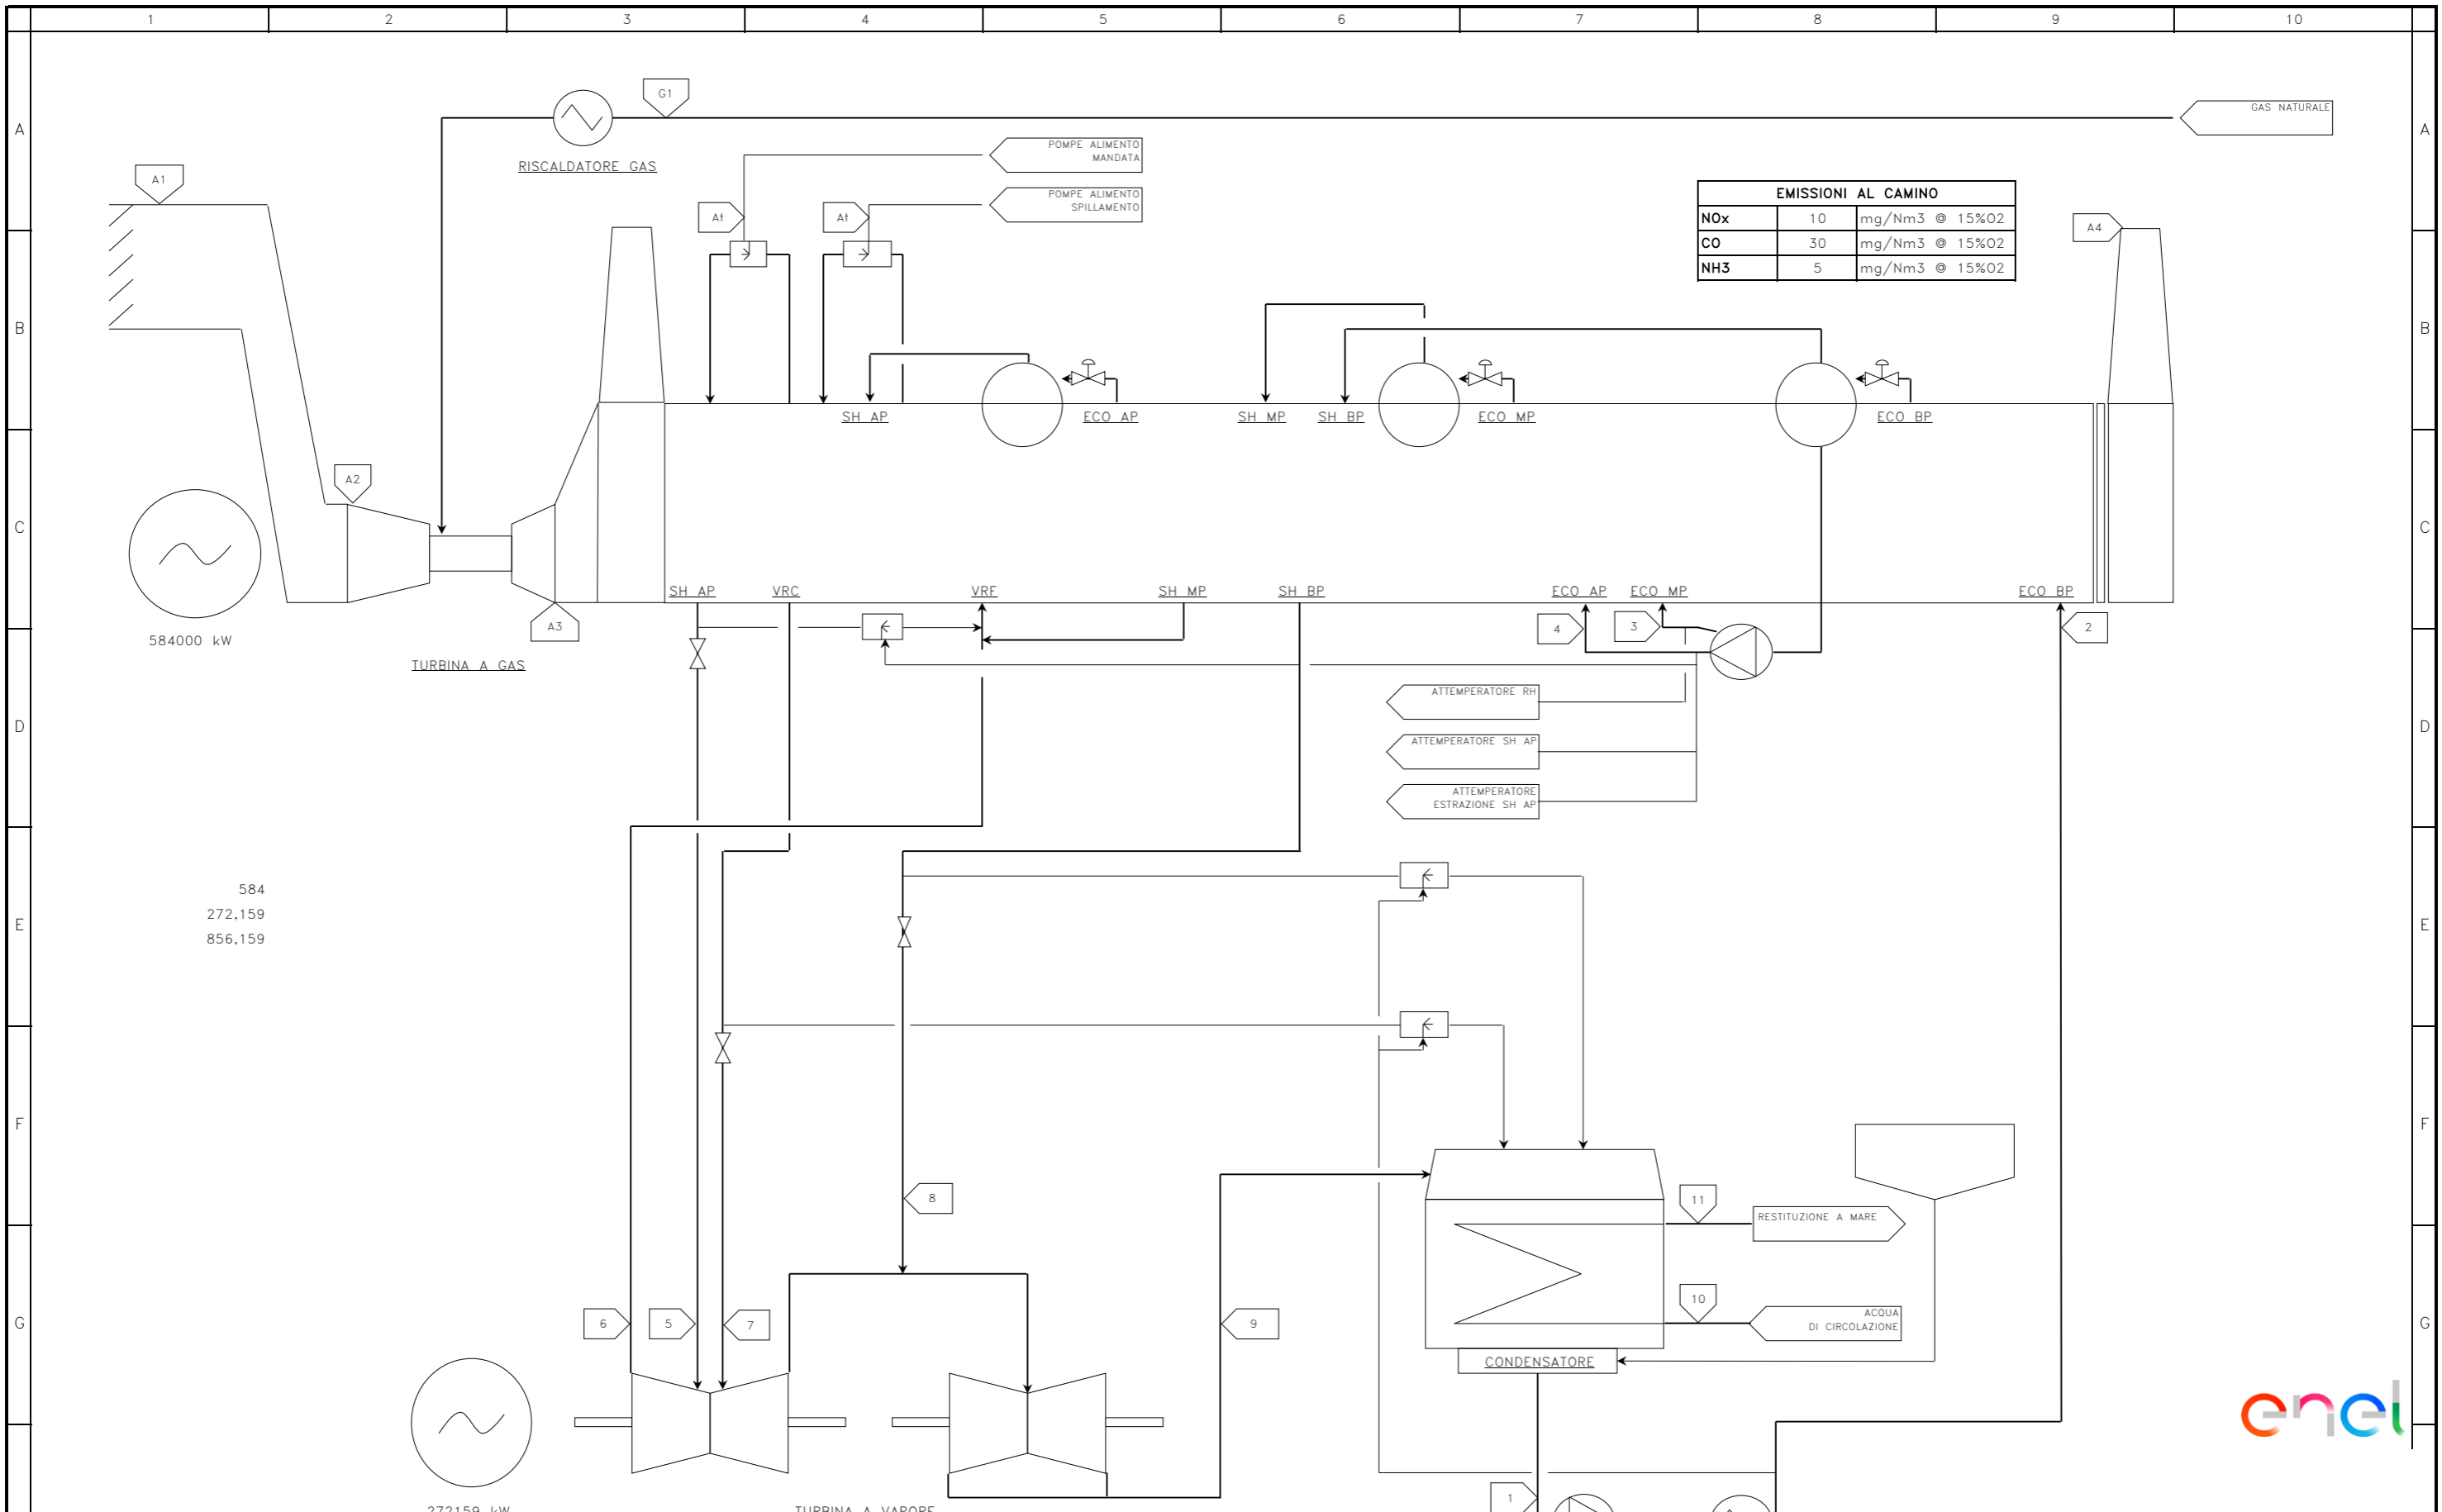 1 2 3 4 5 6 7 8 9 10
G1
GAS NATURALE
A A
POMPE ALIMENTO
MANDATA
RISCALDATORE GAS
A1
POMPE ALIMENTO
SPILLAMENTO
At At
EMISSIONI AL CAMINO
NOx 10 mg/Nm3 @ 15%O2
CO 30 mg/Nm3 @ 15%O2
NH3 5 mg/Nm3 @ 15%O2
A4
B B
SH AP ECO AP SH MP SH BP ECO MP ECO BP
A2
C C
SH AP VRC VRF SH MP SH BP ECO AP ECO MP ECO BP
A3 4 3 2
584000 kW
TURBINA A GAS
ATTEMPERATORE RH
D D
ATTEMPERATORE SH AP
ATTEMPERATORE
ESTRAZIONE SH AP
584
272,159
856,159
E E
F F
8
11
RESTITUZIONE A MARE
10
ACQUA
DI CIRCOLAZIONE
G G
6 5 7 9
CONDENSATORE
enel
1
272159 kW
TURBINA A VAPORE